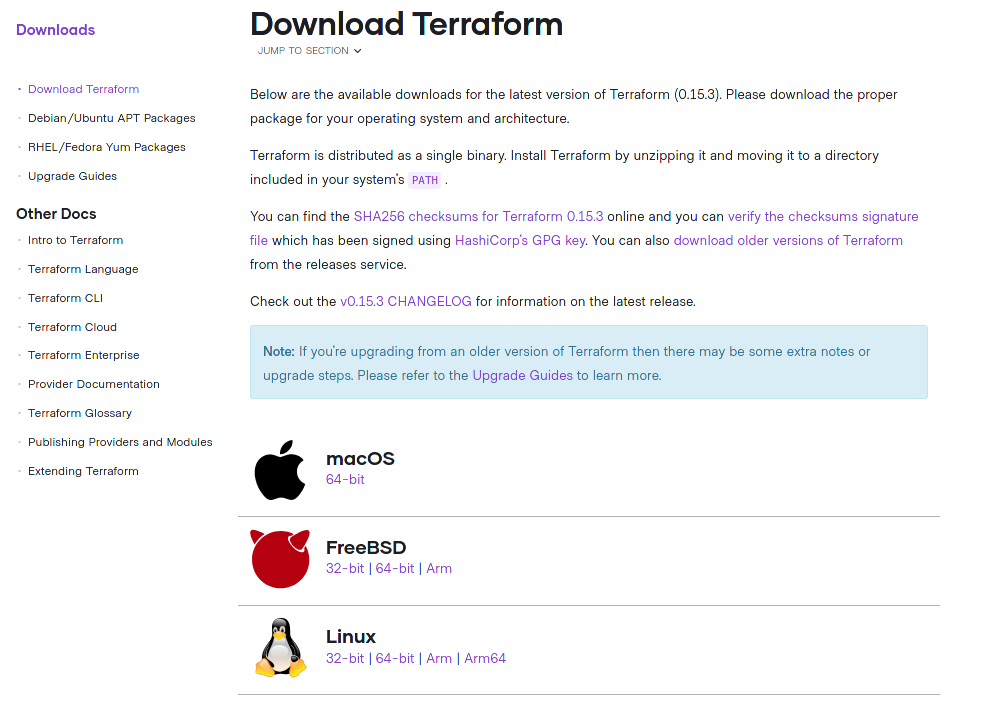 Downloads
Download Terraform
Debian/Ubuntu APT Packages
RHEL/Fedora Yum Packages
Upgrade Guides
Other Docs
Intro to Terraform
Terraform Language
Terraform CLI
Terraform Cloud
Terraform Enterprise
Provider Documentation
Terraform Glossary
Publishing Providers and Modules
Extending Terraform
Download Terraform
JUMP TO SECTION
Below are the available downloads for the latest version of Terraform (0.15.3). Please download the proper
package for your operating system and architecture.
Terraform is distributed as a single binary. Install Terraform by unzipping it and moving it to a directory
included in your system's PATH .
You can find the SHA256 checksums for Terraform 0.15.3 online and you can verify the checksums signature
file which has been signed using HashiCorp's GPG key. You can also download older versions of Terraform
from the releases service.
Check out the v0.15.3 CHANGELOG for information on the latest release.
Note: If you're upgrading from an older version of Terraform then there may be some extra notes or
upgrade steps. Please refer to the Upgrade Guides to learn more.
macOS
64-bit
FreeBSD
32-bit | 64-bit | Arm
Linux
32-bit | 64-bit | Arm | Arm64